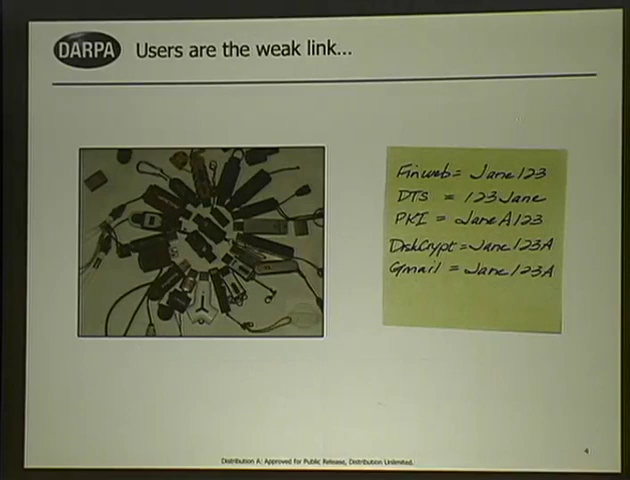 DARPA Users are the weak link...
Finweb = Jane123
DTS = 123Jane
PKI = JaneA123
DiskCrypt = Jane123A
Gmail = Jane123A
Distribution A: Approved for Public Release, Distribution Unlimited.
4